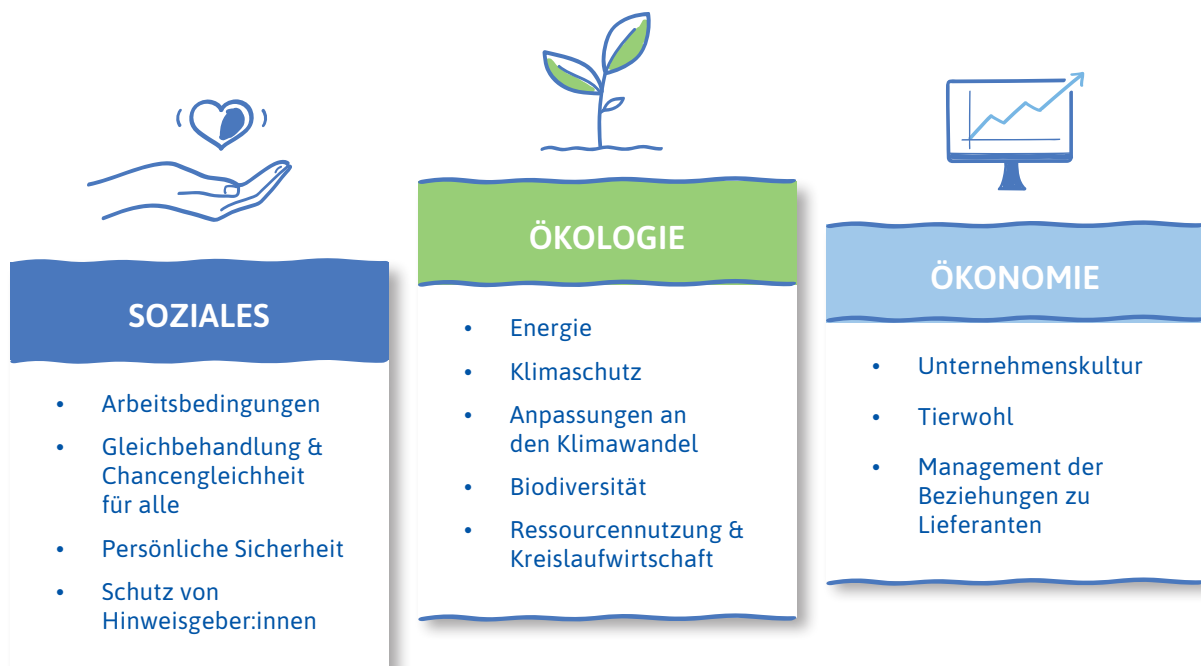 SOZIALES
• Arbeitsbedingungen
• Gleichbehandlung &
Chancengleichheit
für alle
• Persönliche Sicherheit
• Schutz von
Hinweisgeber:innen
ÖKOLOGIE
• Energie
• Klimaschutz
• Anpassungen an
den Klimawandel
• Biodiversität
• Ressourcennutzung &
Kreislaufwirtschaft
ÖKONOMIE
• Unternehmenskultur
• Tierwohl
• Management der
Beziehungen zu
Lieferanten